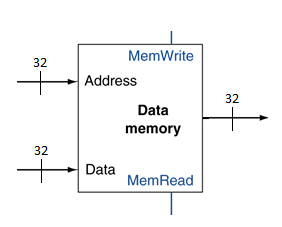 MemWrite
32
Address
32
Data
memory
32
Data
MemRead